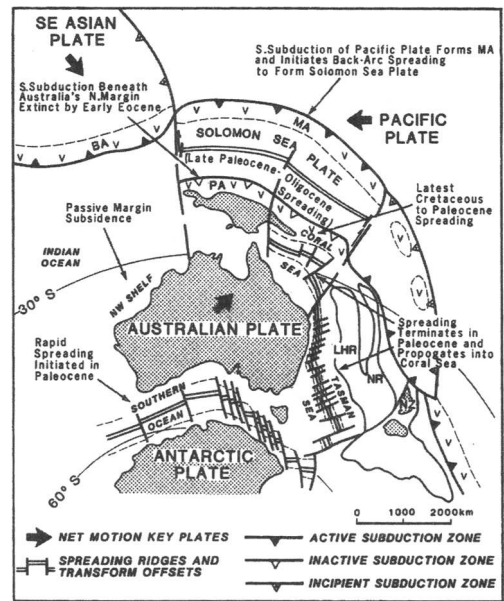 SE ASIAN
PLATE
S.Subduction of Pacific Plate Forms MA
and Initiates Back-Arc Spreading
to Form Solomon Sea Plate
S.Subduction Beneath
Australia's N.Margin
Extinct by Early Eocene
MA
PACIFIC
PLATE
SOLOMON SEA PLATE
BA
[Late Paleocene-Oligocene
Spreading]
PA
Latest
Cretaceous
to Paleocene
Spreading
Passive Margin
Subsidence
CORAL
SEA
INDIAN
OCEAN
30° S
NW SHELF
AUSTRALIAN PLATE
Spreading
Terminates in
Paleocene and
Propogates into
Coral Sea
Rapid
Spreading
Initiated in
Paleocene
LHR
NR
TASMAN
SEA
NZ
SOUTHERN
OCEAN
ANTARCTIC
PLATE
60° S
0 1000 2000km
NET MOTION KEY PLATES
SPREADING RIDGES AND
TRANSFORM OFFSETS
ACTIVE SUBDUCTION ZONE
INACTIVE SUBDUCTION ZONE
INCIPIENT SUBDUCTION ZONE